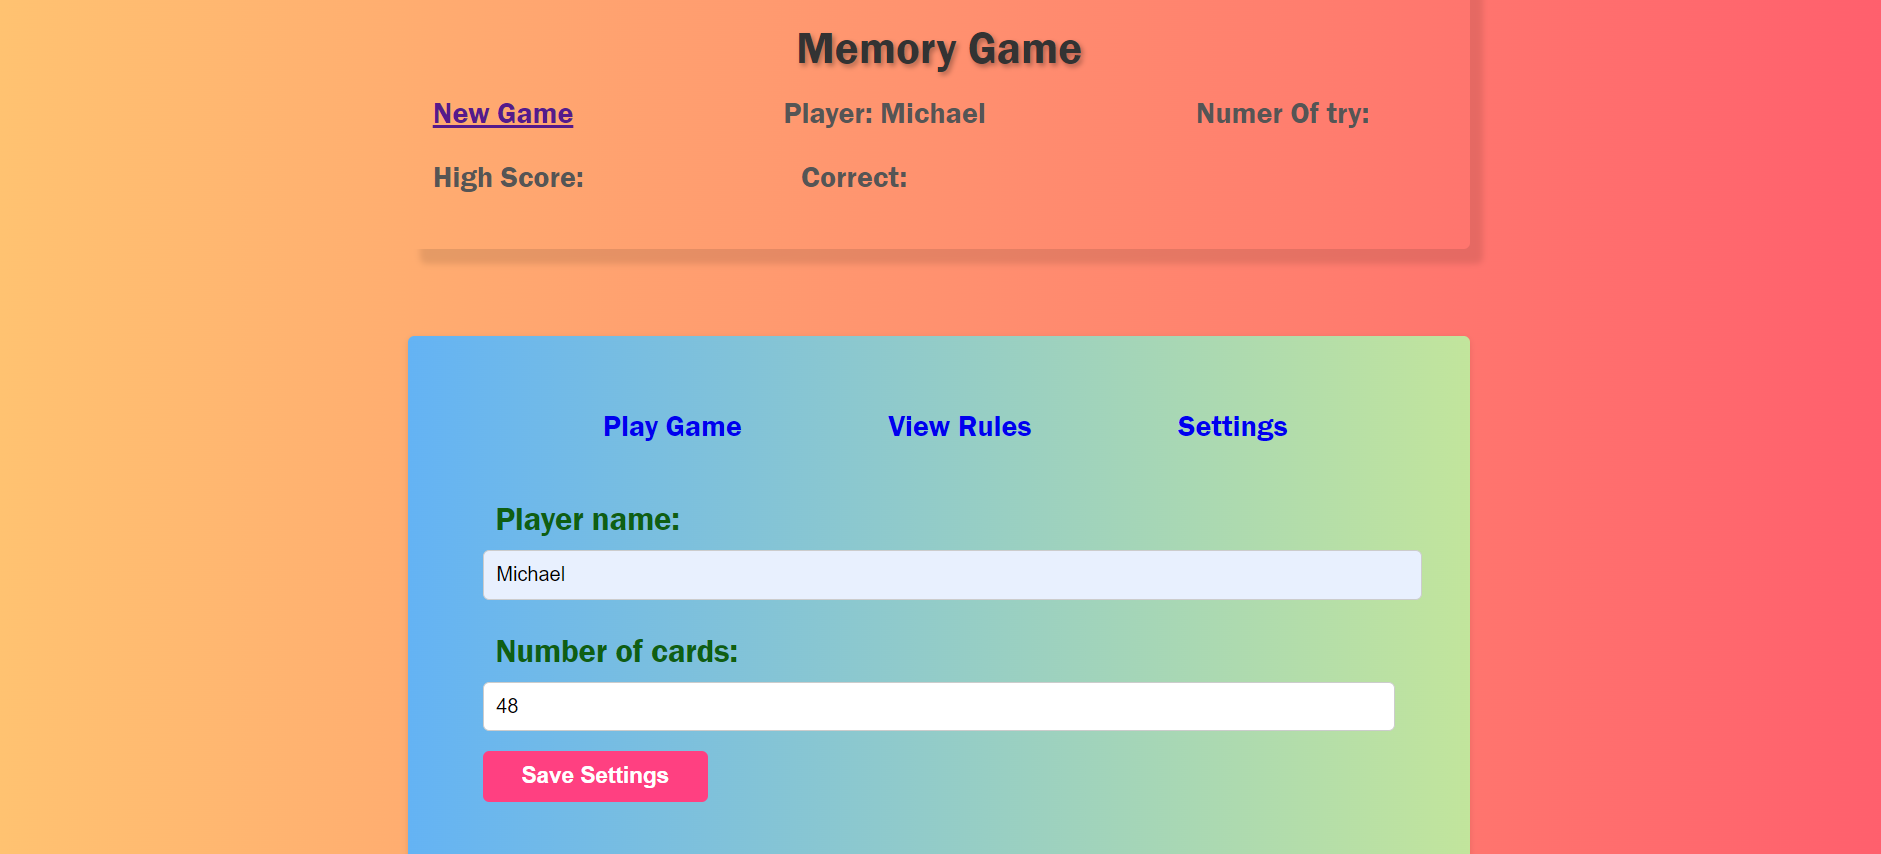 Memory Game
New Game Player: Michael Numer Of try:
High Score: Correct:
Play Game View Rules Settings
Player name:
Michael
Number of cards:
48
Save Settings